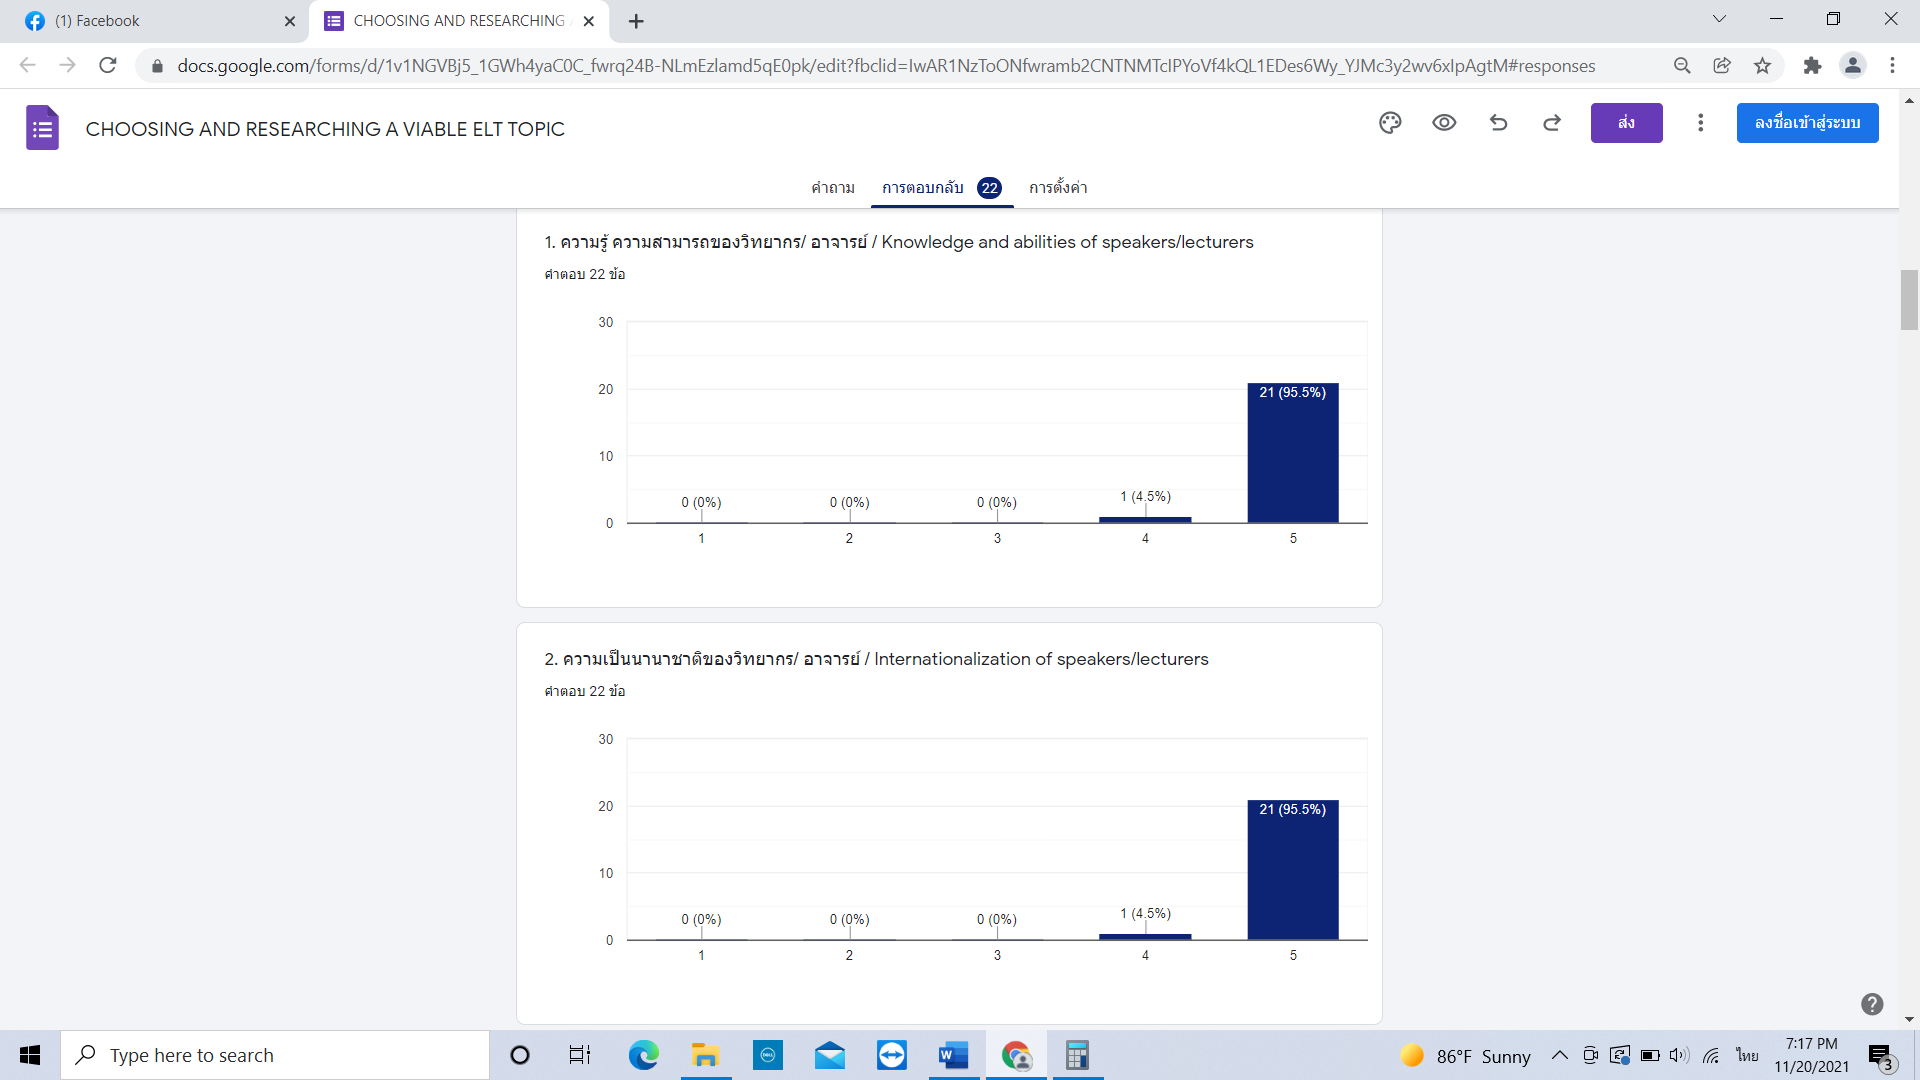 (1) Facebook
CHOOSING AND RESEARCHING
docs.google.com/forms/d/1v1NGVBj5_1GWh4yaC0C_fwrq24B-NLmEzlamd5qE0pk/edit?fbclid=IwAR1NzToONfwramb2CNTNMTcIPYoVf4kQL1EDes6Wy_YJMc3y2wv6xIpAgtM#responses
CHOOSING AND RESEARCHING A VIABLE ELT TOPIC
ส่ง
ลงชื่อเข้าสู่ระบบ
คำถาม
การตอบกลับ 22
การตั้งค่า
1. ความรู้ ความสามารถของวิทยากร/ อาจารย์ / Knowledge and abilities of speakers/lecturers
คำตอบ 22 ข้อ
30
20
10
0
0 (0%)
0 (0%)
0 (0%)
1 (4.5%)
21 (95.5%)
1
2
3
4
5
2. ความเป็นนานาชาติของวิทยากร/ อาจารย์ / Internationalization of speakers/lecturers
คำตอบ 22 ข้อ
30
20
10
0
0 (0%)
0 (0%)
0 (0%)
1 (4.5%)
21 (95.5%)
1
2
3
4
5
Type here to search
DELL
W
86°F Sunny
ไทย
7:17 PM
11/20/2021
3